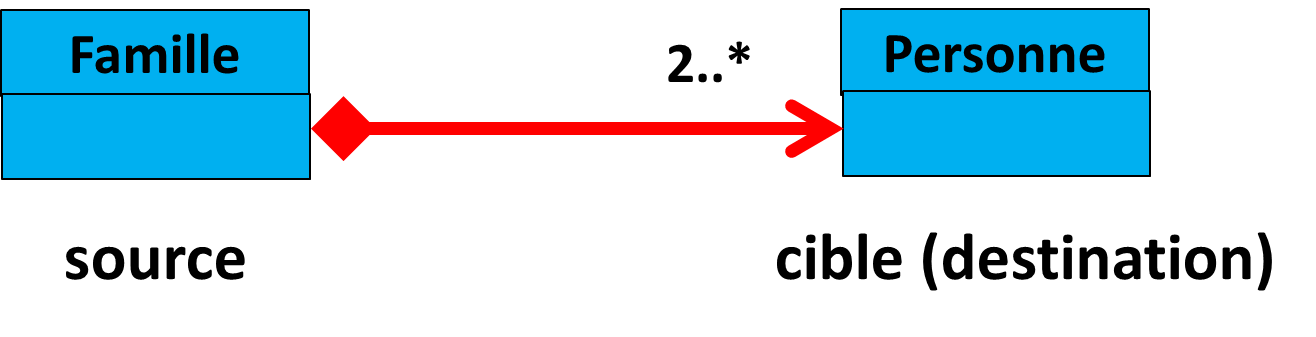 Famille
2..*
Personne
source
cible (destination)